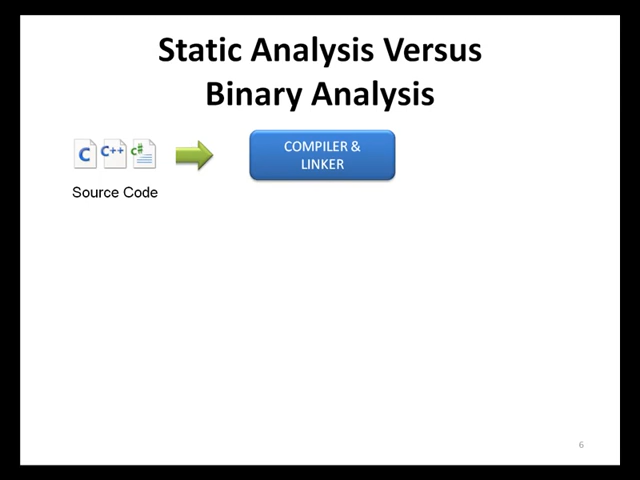 Static Analysis Versus
Binary Analysis
C C++ C#
COMPILER &
LINKER
Source Code
6